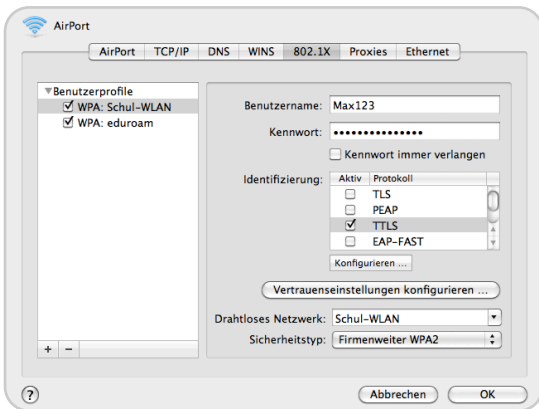 AirPort
AirPort TCP/IP DNS WINS 802.1X Proxies Ethernet
Benutzerprofile
WPA: Schul-WLAN
WPA: eduroam
Benutzername: Max123
Kennwort: •••••••••••••••
Kennwort immer verlangen
Identifizierung:
Aktiv Protokoll
TLS
PEAP
TTLS
EAP-FAST
Konfigurieren ...
Vertrauenseinstellungen konfigurieren ...
Drahtloses Netzwerk: Schul-WLAN
Sicherheitstyp: Firmenweiter WPA2
+ −
? Abbrechen OK